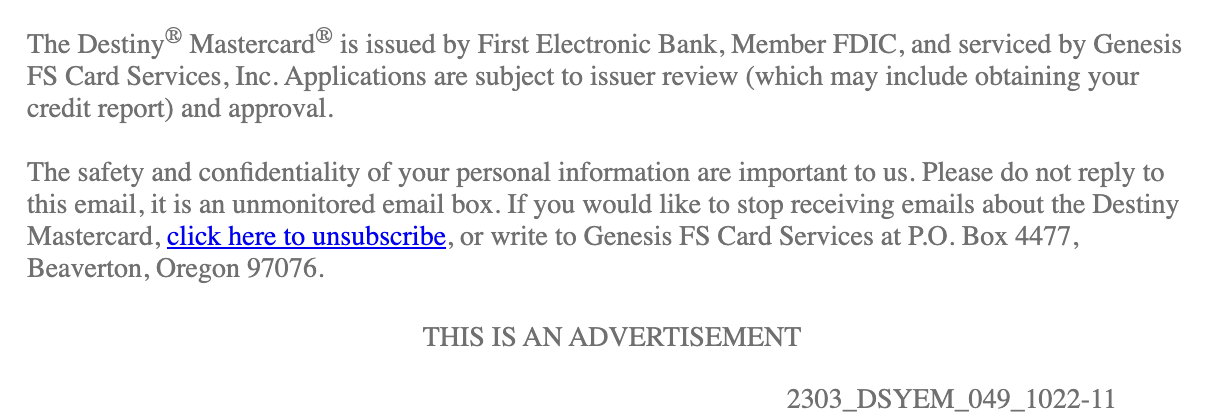 The Destiny® Mastercard® is issued by First Electronic Bank, Member FDIC, and serviced by Genesis
FS Card Services, Inc. Applications are subject to issuer review (which may include obtaining your
credit report) and approval.
The safety and confidentiality of your personal information are important to us. Please do not reply to
this email, it is an unmonitored email box. If you would like to stop receiving emails about the Destiny
Mastercard, click here to unsubscribe, or write to Genesis FS Card Services at P.O. Box 4477,
Beaverton, Oregon 97076.
THIS IS AN ADVERTISEMENT
2303_DSYEM_049_1022-11